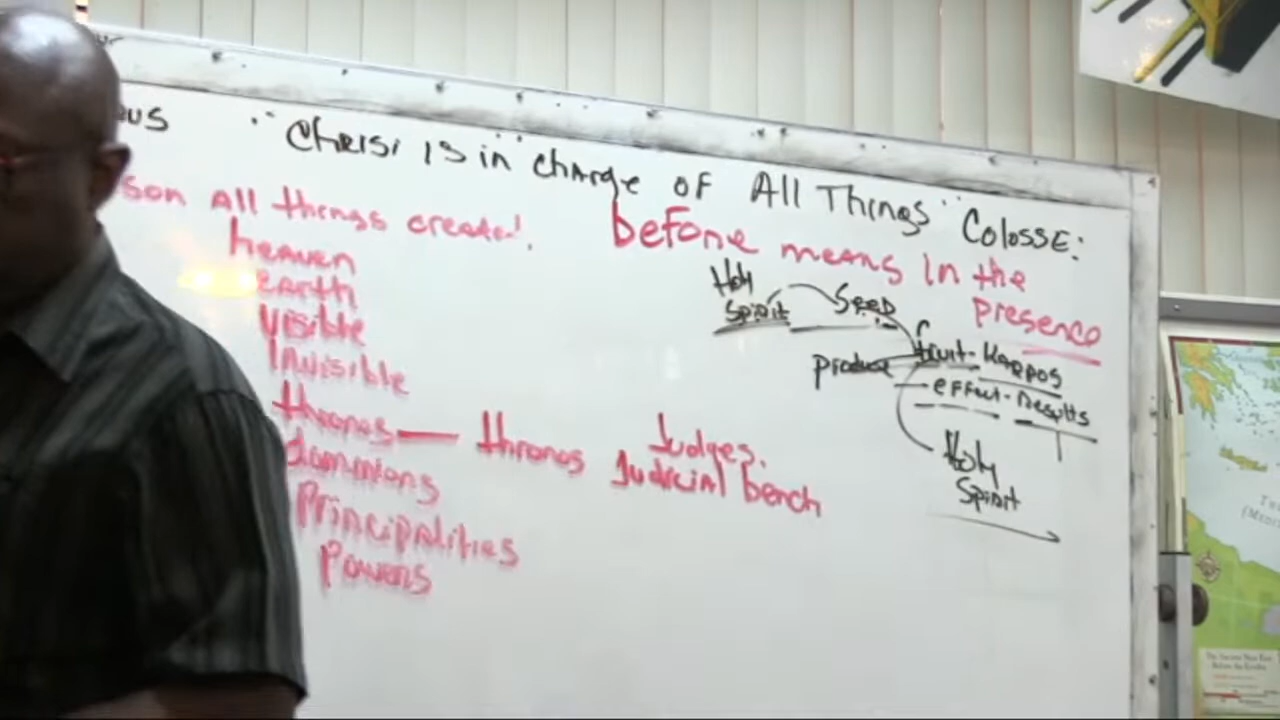 "Christ is in charge of All Things" Colosse:
son All things created.
before means in the
presence
heaven
earth
visible
Invisible
thrones — thrones Judges.
Judicial bench
dominions
Principalities
Powers
Holy
Spirit
Seed
produce
fruit - Karpos
effect - Results
Holy
Spirit